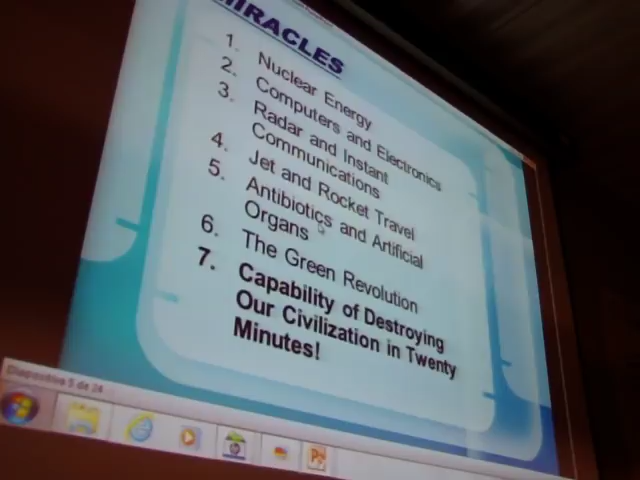 MIRACLES
1. Nuclear Energy
2. Computers and Electronics
3. Radar and Instant
Communications
4. Jet and Rocket Travel
5. Antibiotics and Artificial
Organs
6. The Green Revolution
7. Capability of Destroying
Our Civilization in Twenty
Minutes!
Diapositiva 5 de 24